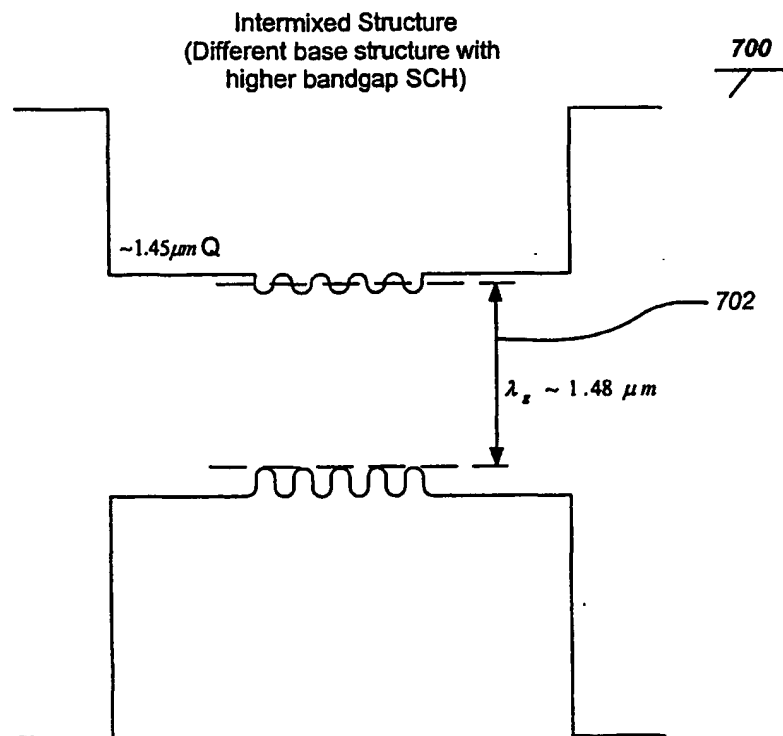 Intermixed Structure
(Different base structure with
higher bandgap SCH)
700
~1.45μm Q
702
λg ~ 1.48 μm